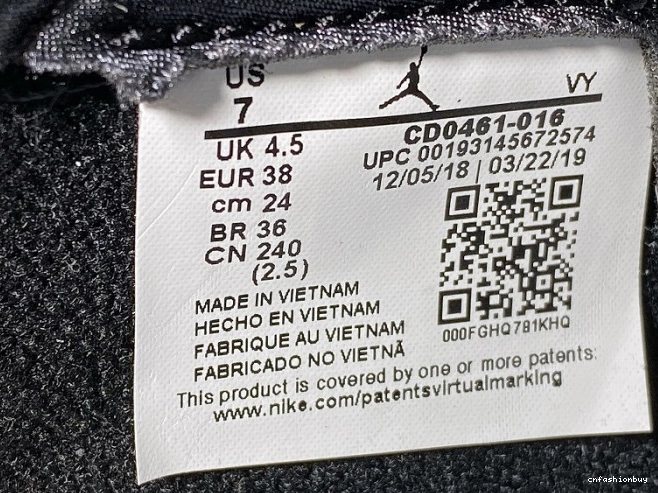 US
7
VY
CD0461-016
UPC 00193145672574
12/05/18 | 03/22/19
UK 4.5
EUR 38
cm 24
BR 36
CN 240
(2.5)
000FGHQ781KHQ
MADE IN VIETNAM
HECHO EN VIETNAM
FABRIQUE AU VIETNAM
FABRICADO NO VIETNÃ
This product is covered by one or more patents:
www.nike.com/patentsvirtualmarking
cnfashionbuy